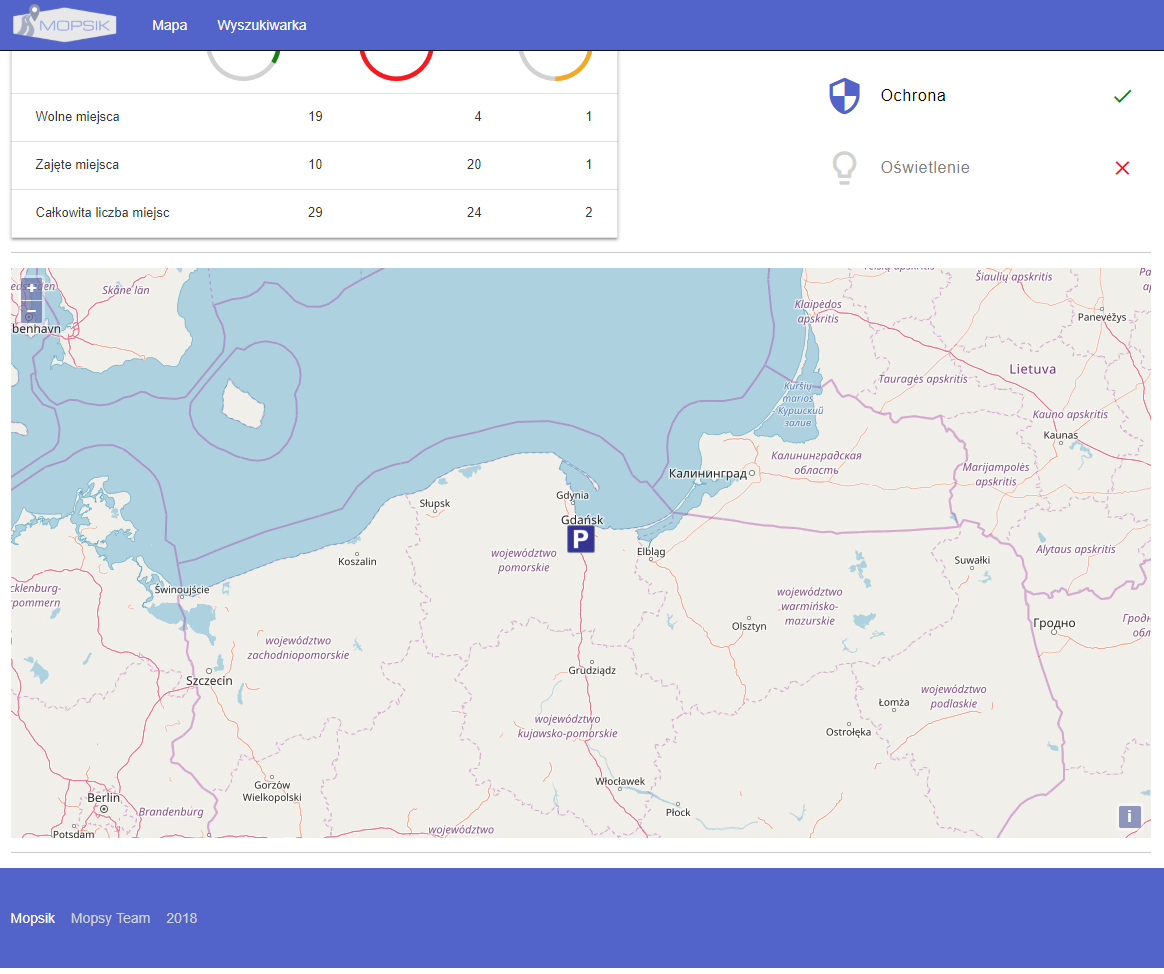 MOPSIK Mapa Wyszukiwarka
Wolne miejsca 19 4 1
Zajęte miejsca 10 20 1
Całkowita liczba miejsc 29 24 2
Ochrona
Oświetlenie
+
−
Skåne län
benhavn
Klaipėdos
apskritis
Šiaulių apskritis
Panevėžys
Lietuva
Tauragės apskritis
Kuršių
marios
- Куршский
залив
Kauno apskritis
Kaunas
Калининград
Калининградская
область
Marijampolės
apskritis
Słupsk
Gdynia
Gdańsk
P
Koszalin
województwo
pomorskie
Elbląg
Suwałki
Alytaus apskritis
cklenburg-
pommern
Świnoujście
województwo
warmińsko-
mazurskie
Olsztyn
Гродно
województwo
zachodniopomorskie
Szczecin
Grudziądz
województwo
podlaskie
Łomża
Ostrołęka
województwo
kujawsko-pomorskie
Włocławek
Płock
Gorzów
Wielkopolski
Berlin
Brandenburg
Potsdam
województwo
i
Mopsik Mopsy Team 2018